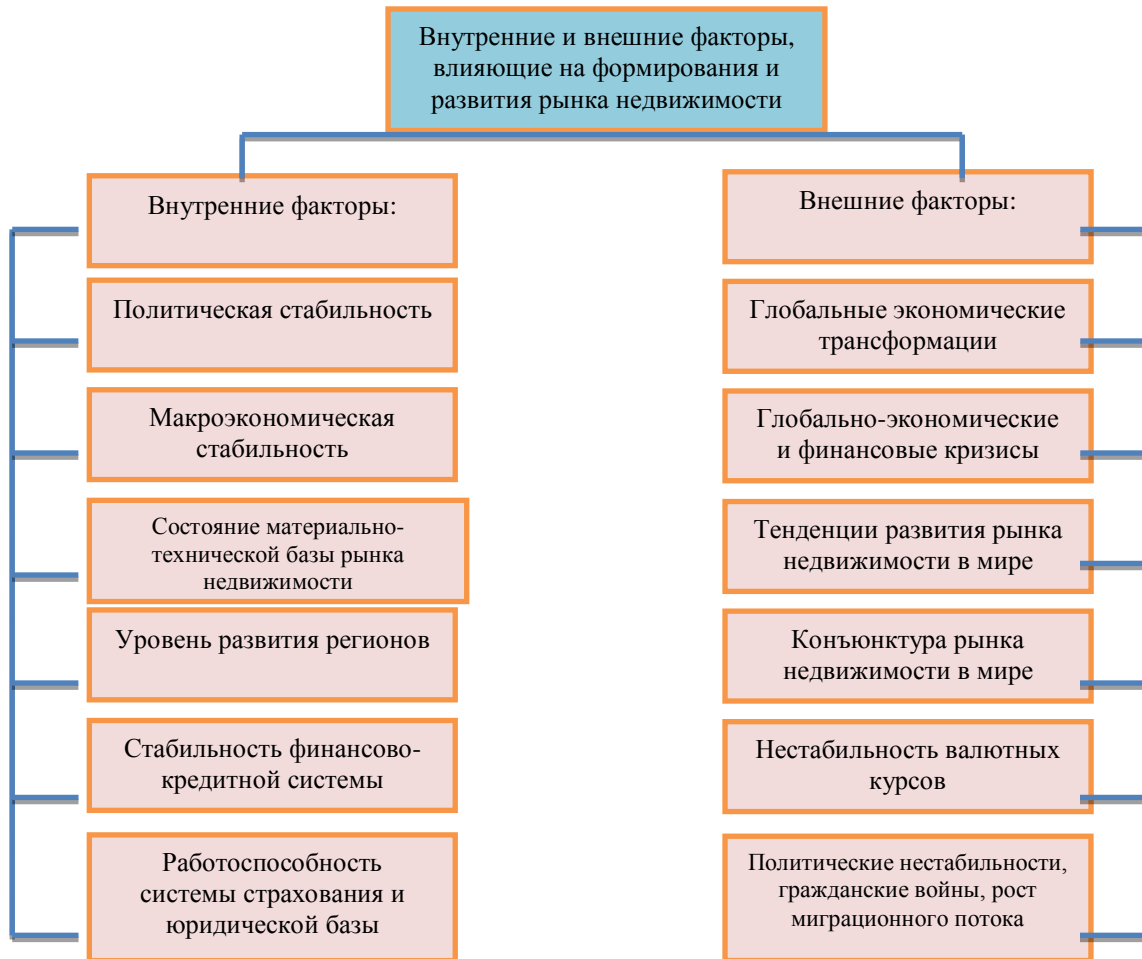 Внутренние и внешние факторы,
влияющие на формирования и
развития рынка недвижимости
Внутренние факторы:
Политическая стабильность
Макроэкономическая
стабильность
Состояние материально-
технической базы рынка
недвижимости
Уровень развития регионов
Стабильность финансово-
кредитной системы
Работоспособность
системы страхования и
юридической базы
Внешние факторы:
Глобальные экономические
трансформации
Глобально-экономические
и финансовые кризисы
Тенденции развития рынка
недвижимости в мире
Конъюнктура рынка
недвижимости в мире
Нестабильность валютных
курсов
Политические нестабильности,
гражданские войны, рост
миграционного потока